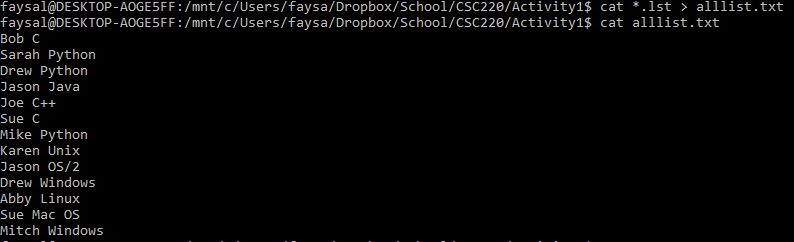 faysal@DESKTOP-AOGE5FF:/mnt/c/Users/faysa/Dropbox/School/CSC220/Activity1$ cat *.lst > alllist.txt
faysal@DESKTOP-AOGE5FF:/mnt/c/Users/faysa/Dropbox/School/CSC220/Activity1$ cat alllist.txt
Bob C
Sarah Python
Drew Python
Jason Java
Joe C++
Sue C
Mike Python
Karen Unix
Jason OS/2
Drew Windows
Abby Linux
Sue Mac OS
Mitch Windows